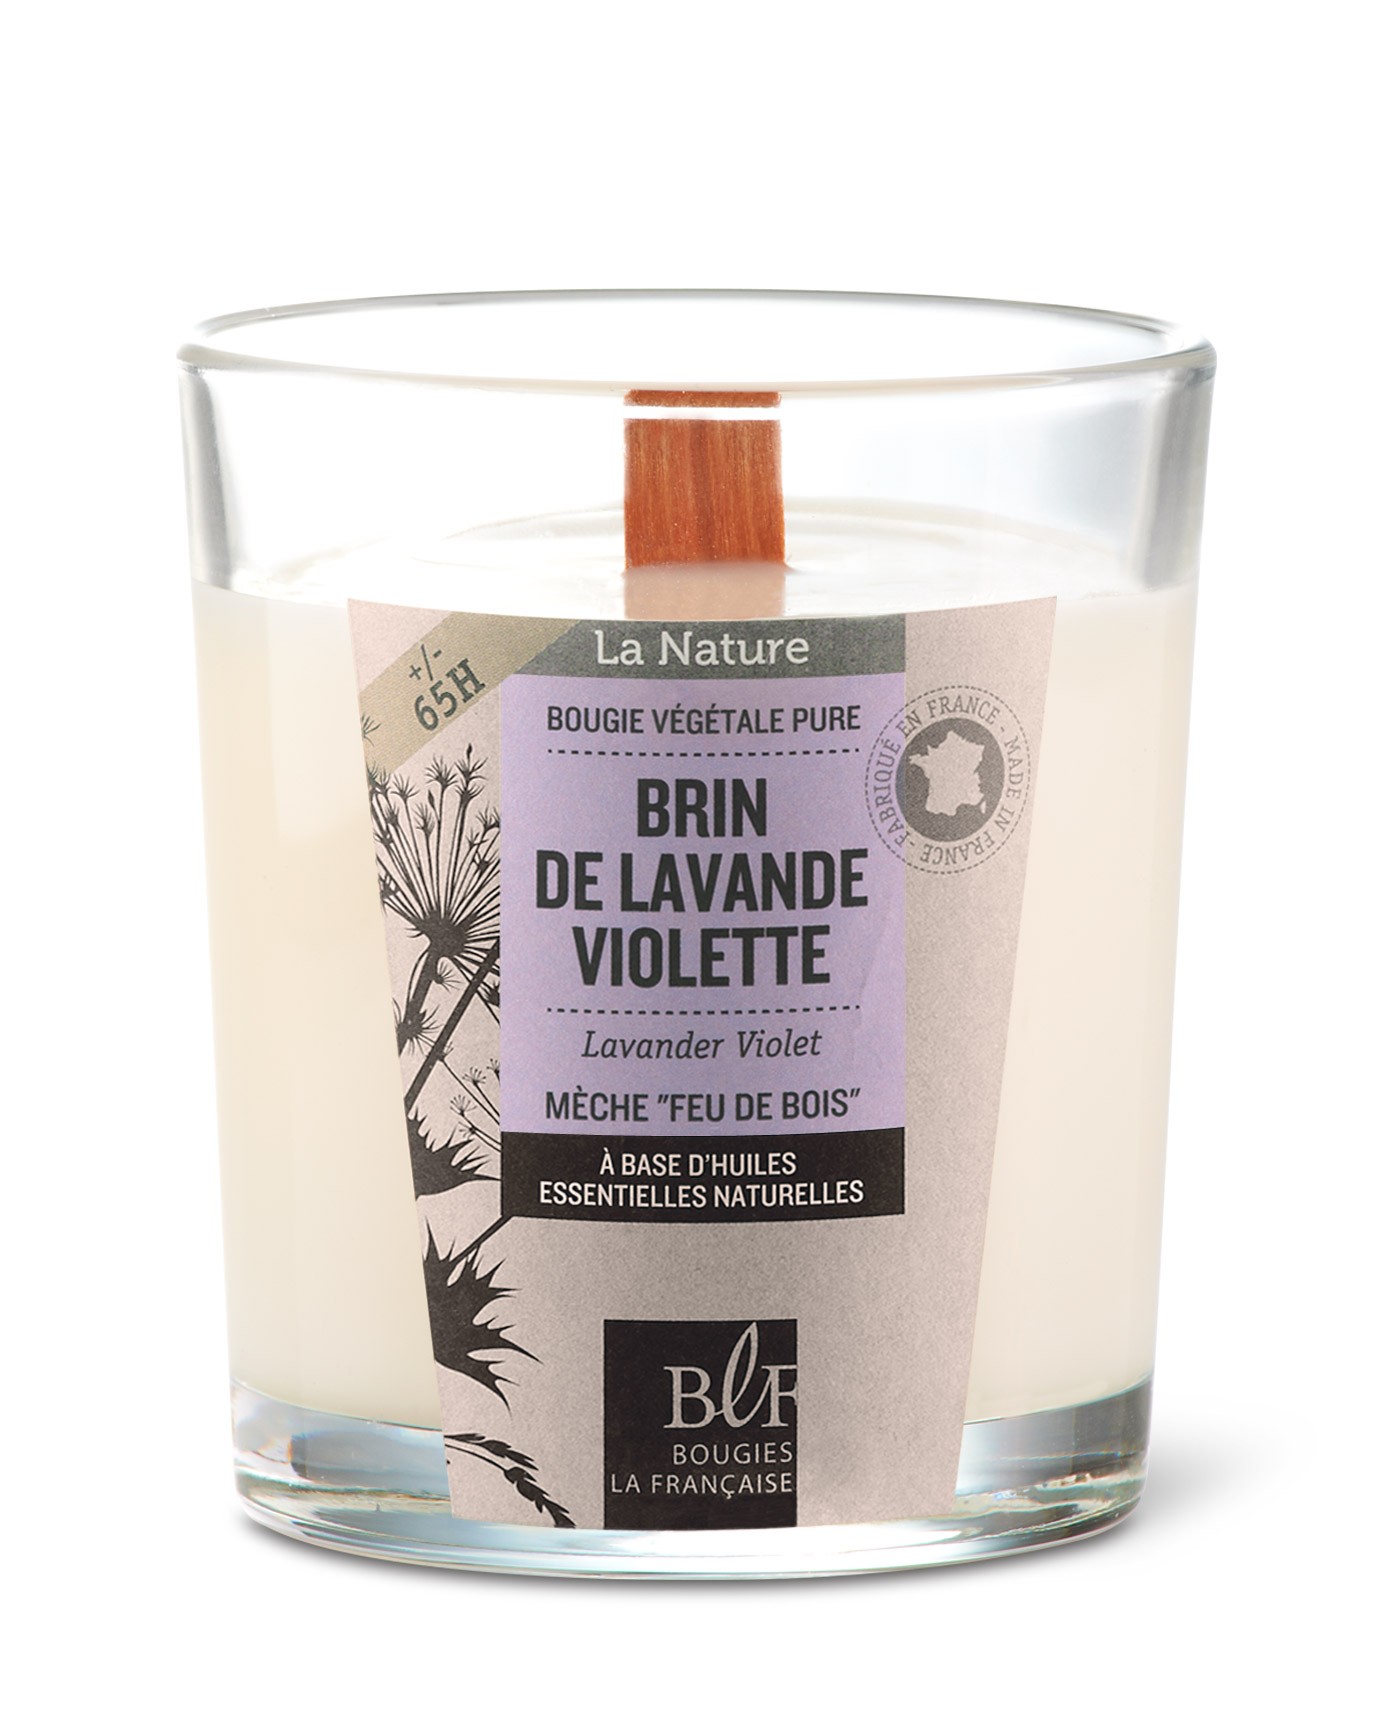 +/-
65H
La Nature
BOUGIE VÉGÉTALE PURE
FABRIQUÉ EN FRANCE - MADE IN FRANCE -
BRIN
DE LAVANDE
VIOLETTE
Lavander Violet
MÈCHE "FEU DE BOIS"
À BASE D'HUILES
ESSENTIELLES NATURELLES
BLF
BOUGIES
LA FRANÇAISE